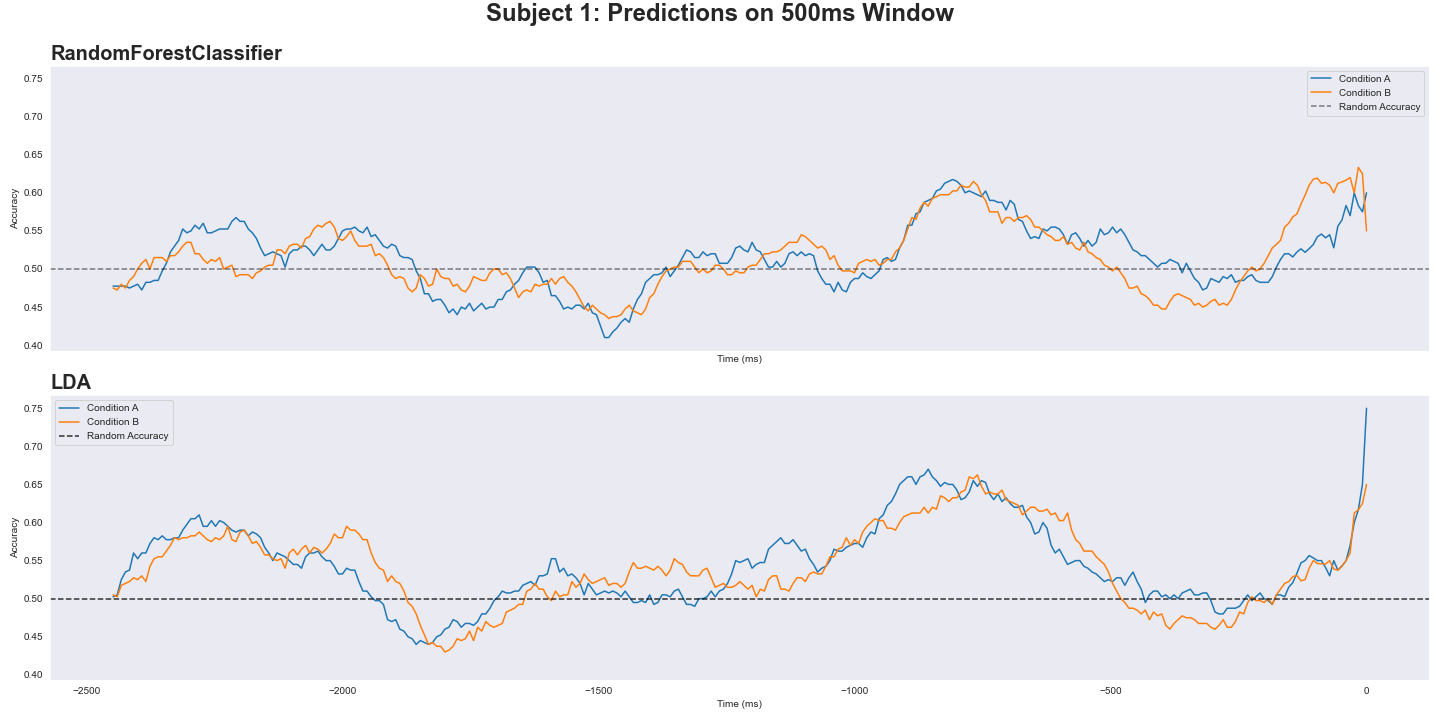 Subject 1: Predictions on 500ms Window
RandomForestClassifier
0.75
0.70
0.65
0.60
0.55
0.50
0.45
0.40
Accuracy
Condition A
Condition B
Random Accuracy
Time (ms)
LDA
0.75
0.70
0.65
0.60
0.55
0.50
0.45
0.40
Accuracy
Condition A
Condition B
Random Accuracy
−2500 −2000 −1500 −1000 −500 0
Time (ms)